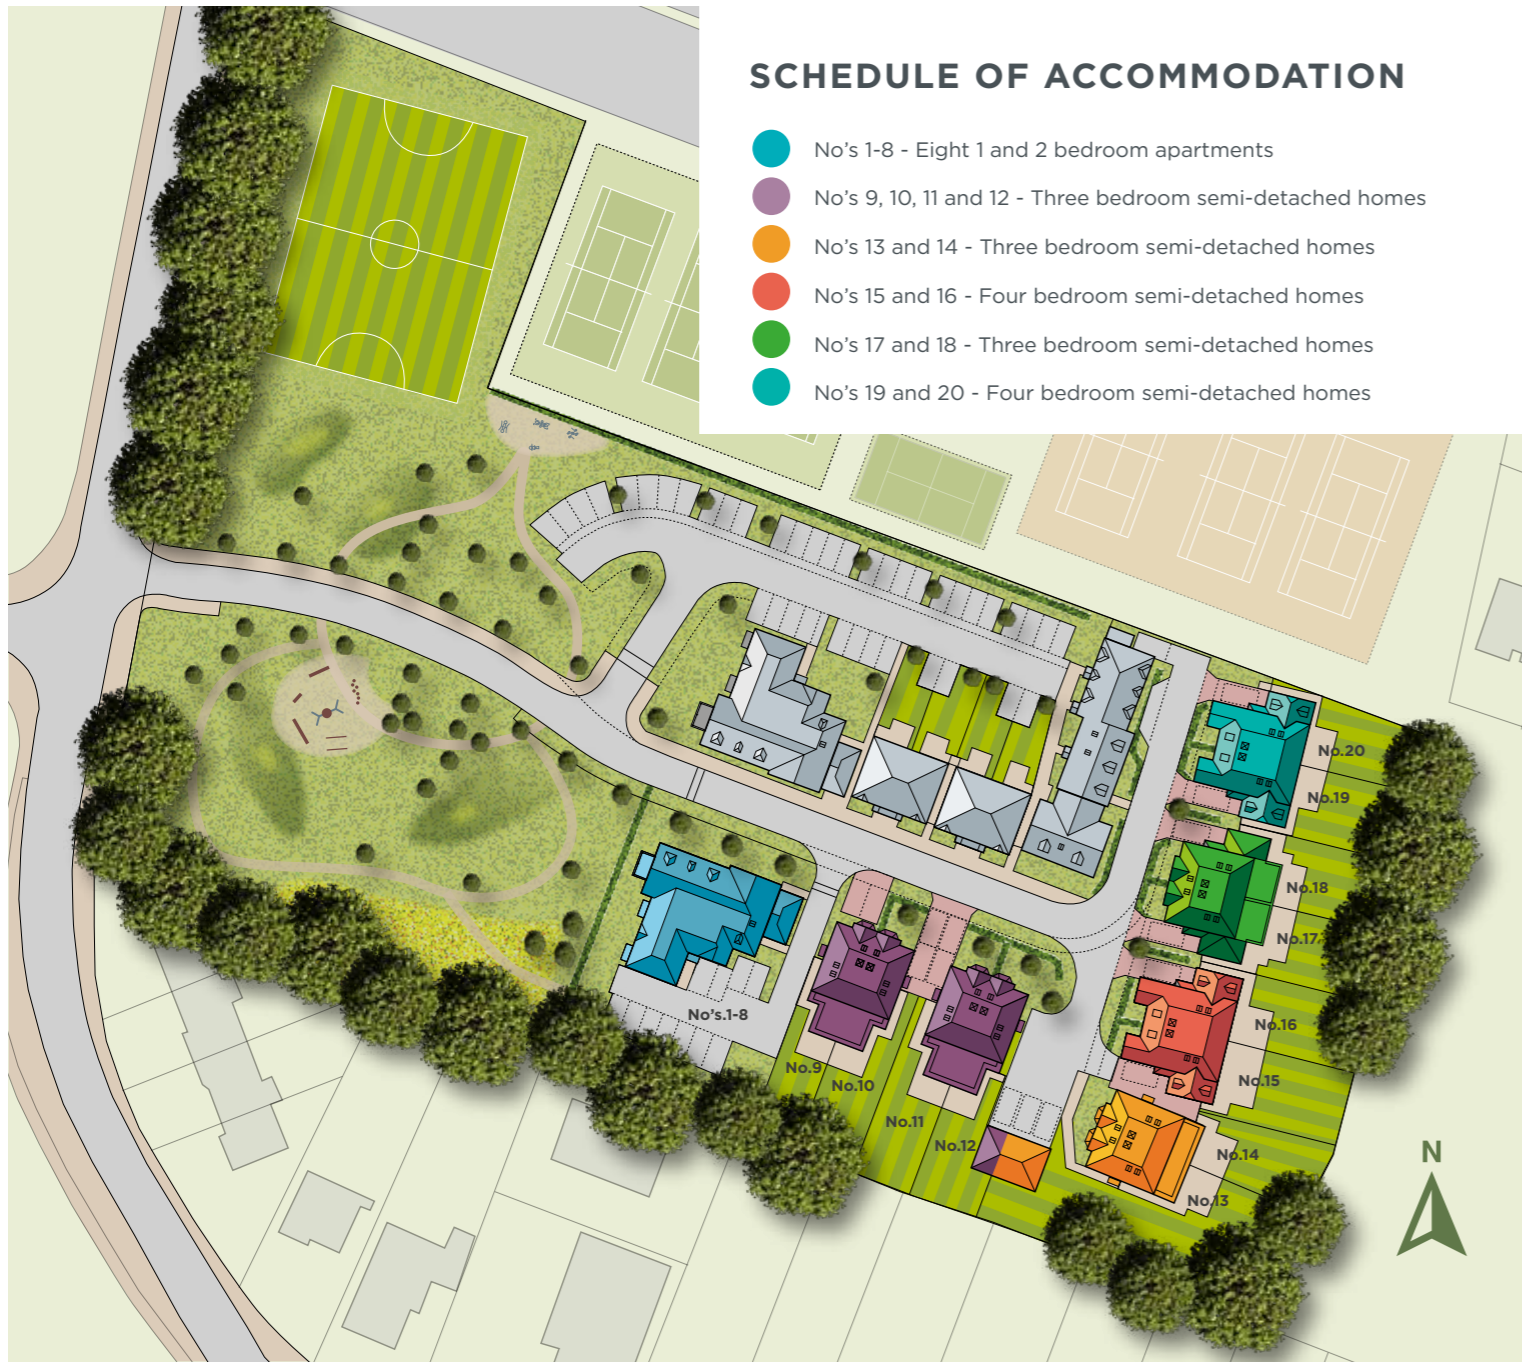 SCHEDULE OF ACCOMMODATION
No's 1-8 - Eight 1 and 2 bedroom apartments
No's 9, 10, 11 and 12 - Three bedroom semi-detached homes
No's 13 and 14 - Three bedroom semi-detached homes
No's 15 and 16 - Four bedroom semi-detached homes
No's 17 and 18 - Three bedroom semi-detached homes
No's 19 and 20 - Four bedroom semi-detached homes
No.20
No.19
No.18
No.17
No.16
No.15
No's.1-8
No.9
No.10
No.11
No.12
No.14
No.13
N